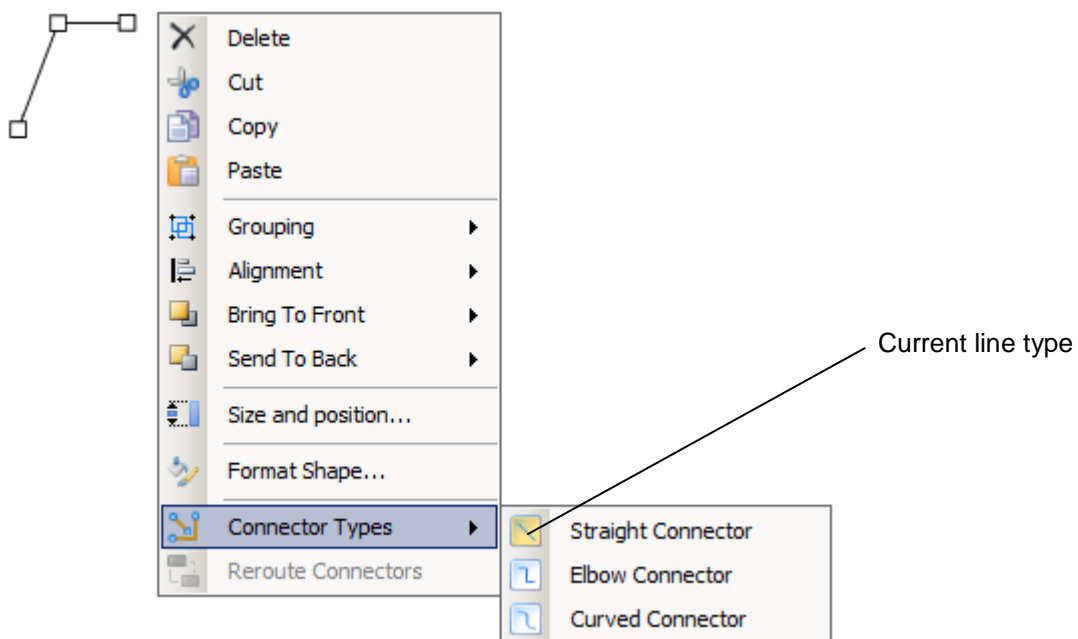 Delete
Cut
Copy
Paste
Grouping
Alignment
Bring To Front
Send To Back
Size and position...
Format Shape...
Connector Types
Reroute Connectors
Straight Connector
Elbow Connector
Curved Connector
Current line type